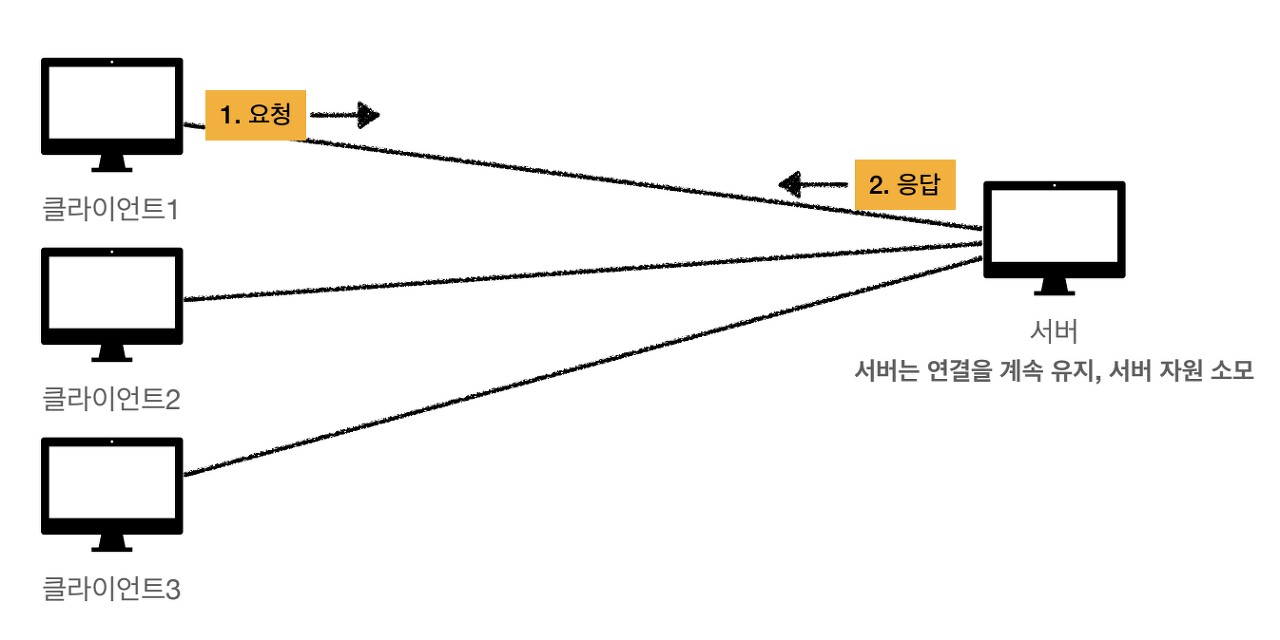 1. 요청
클라이언트1
2. 응답
클라이언트2
서버
서버는 연결을 계속 유지, 서버 자원 소모
클라이언트3